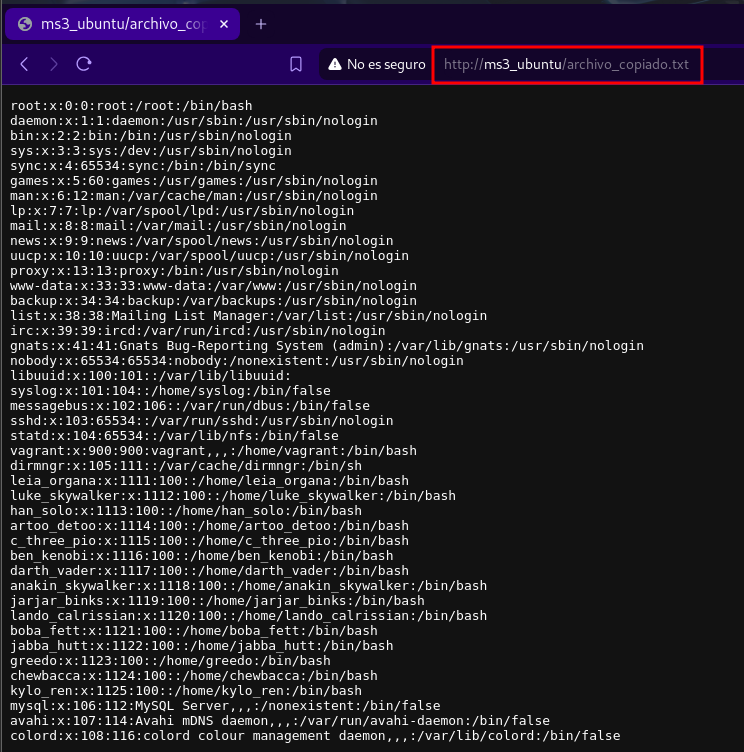 ms3_ubuntu/archivo_cop
No es seguro http://ms3_ubuntu/archivo_copiado.txt
root:x:0:0:root:/root:/bin/bash
daemon:x:1:1:daemon:/usr/sbin:/usr/sbin/nologin
bin:x:2:2:bin:/bin:/usr/sbin/nologin
sys:x:3:3:sys:/dev:/usr/sbin/nologin
sync:x:4:65534:sync:/bin:/bin/sync
games:x:5:60:games:/usr/games:/usr/sbin/nologin
man:x:6:12:man:/var/cache/man:/usr/sbin/nologin
lp:x:7:7:lp:/var/spool/lpd:/usr/sbin/nologin
mail:x:8:8:mail:/var/mail:/usr/sbin/nologin
news:x:9:9:news:/var/spool/news:/usr/sbin/nologin
uucp:x:10:10:uucp:/var/spool/uucp:/usr/sbin/nologin
proxy:x:13:13:proxy:/bin:/usr/sbin/nologin
www-data:x:33:33:www-data:/var/www:/usr/sbin/nologin
backup:x:34:34:backup:/var/backups:/usr/sbin/nologin
list:x:38:38:Mailing List Manager:/var/list:/usr/sbin/nologin
irc:x:39:39:ircd:/var/run/ircd:/usr/sbin/nologin
gnats:x:41:41:Gnats Bug-Reporting System (admin):/var/lib/gnats:/usr/sbin/nologin
nobody:x:65534:65534:nobody:/nonexistent:/usr/sbin/nologin
libuuid:x:100:101::/var/lib/libuuid:
syslog:x:101:104::/home/syslog:/bin/false
messagebus:x:102:106::/var/run/dbus:/bin/false
sshd:x:103:65534::/var/run/sshd:/usr/sbin/nologin
statd:x:104:65534::/var/lib/nfs:/bin/false
vagrant:x:900:900:vagrant,,,:/home/vagrant:/bin/bash
dirmngr:x:105:111::/var/cache/dirmngr:/bin/sh
leia_organa:x:1111:100::/home/leia_organa:/bin/bash
luke_skywalker:x:1112:100::/home/luke_skywalker:/bin/bash
han_solo:x:1113:100::/home/han_solo:/bin/bash
artoo_detoo:x:1114:100::/home/artoo_detoo:/bin/bash
c_three_pio:x:1115:100::/home/c_three_pio:/bin/bash
ben_kenobi:x:1116:100::/home/ben_kenobi:/bin/bash
darth_vader:x:1117:100::/home/darth_vader:/bin/bash
anakin_skywalker:x:1118:100::/home/anakin_skywalker:/bin/bash
jarjar_binks:x:1119:100::/home/jarjar_binks:/bin/bash
lando_calrissian:x:1120:100::/home/lando_calrissian:/bin/bash
boba_fett:x:1121:100::/home/boba_fett:/bin/bash
jabba_hutt:x:1122:100::/home/jabba_hutt:/bin/bash
greedo:x:1123:100::/home/greedo:/bin/bash
chewbacca:x:1124:100::/home/chewbacca:/bin/bash
kylo_ren:x:1125:100::/home/kylo_ren:/bin/bash
mysql:x:106:112:MySQL Server,,,:/nonexistent:/bin/false
avahi:x:107:114:Avahi mDNS daemon,,,:/var/run/avahi-daemon:/bin/false
colord:x:108:116:colord colour management daemon,,,:/var/lib/colord:/bin/false